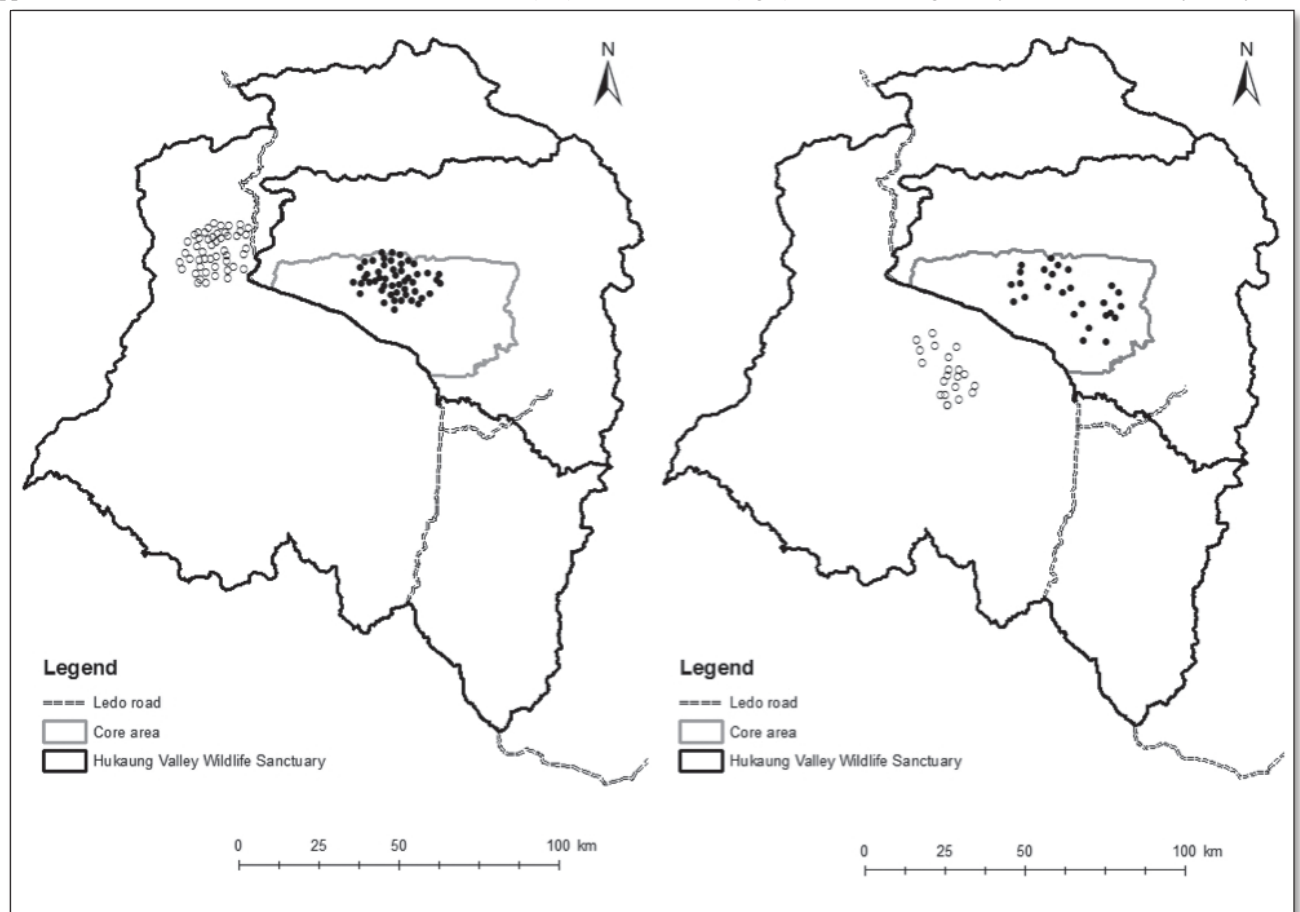 N
N
Legend
Ledo road
Core area
Hukaung Valley Wildlife Sanctuary
0 25 50 100 km
Legend
Ledo road
Core area
Hukaung Valley Wildlife Sanctuary
0 25 50 100 km